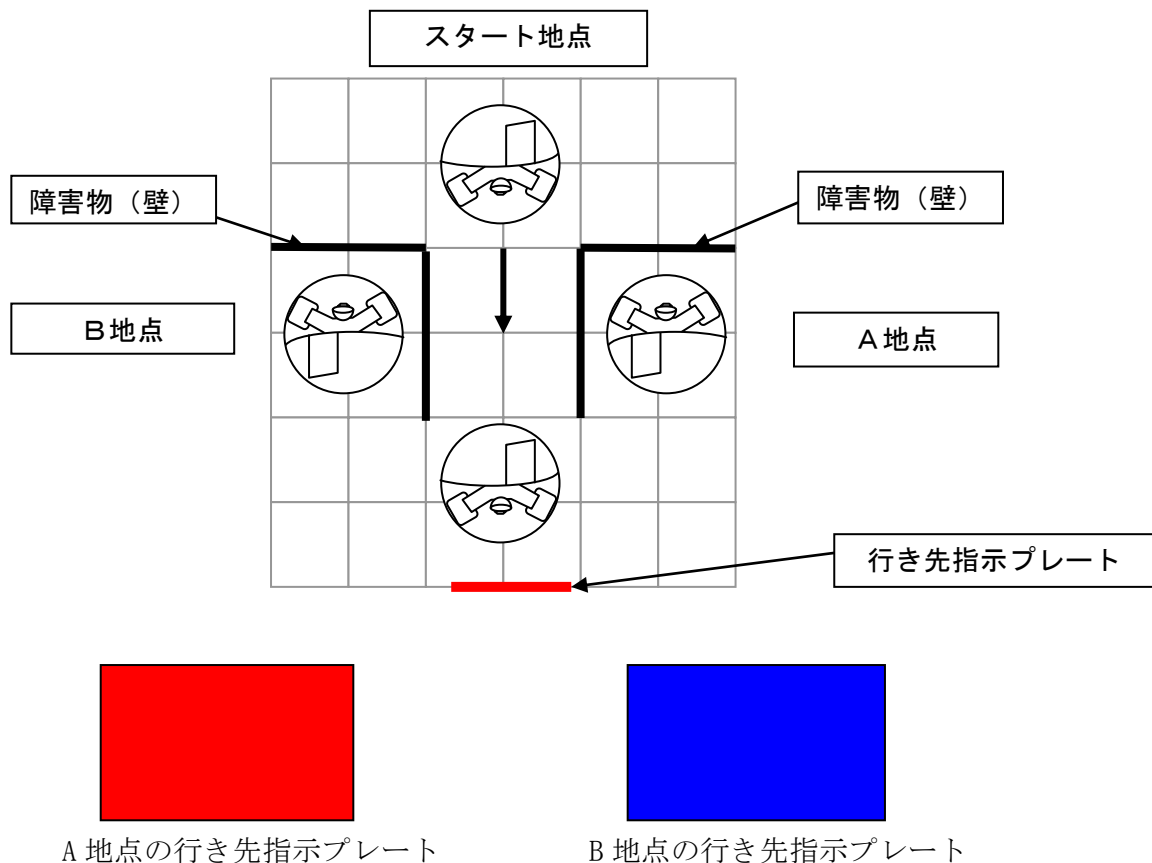 スタート地点
障害物（壁）
障害物（壁）
B地点
A地点
行き先指示プレート
A 地点の行き先指示プレート
B 地点の行き先指示プレート